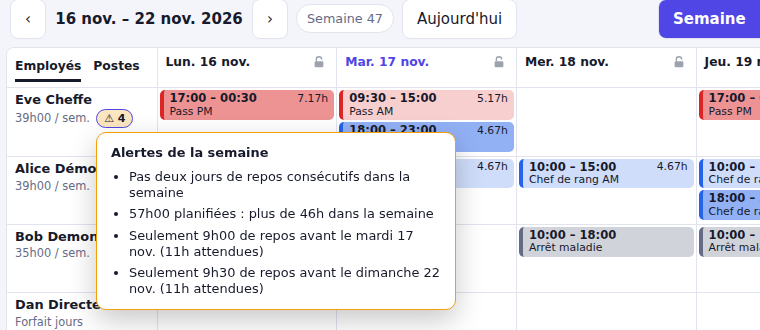 ‹ 16 nov. – 22 nov. 2026 › Semaine 47 Aujourd'hui Semaine
Employés Postes Lun. 16 nov. Mar. 17 nov. Mer. 18 nov. Jeu. 19 n
Eve Cheffe
39h00 / sem. ⚠ 4
17:00 – 00:30 7.17h
Pass PM
09:30 – 15:00 5.17h
Pass AM
18:00 – 23:00 4.67h
17:00 –
Pass PM
Alice Démo
39h00 / sem.
4.67h
10:00 – 15:00 4.67h
Chef de rang AM
10:00 –
Chef de ra
18:00 –
Chef de ra
Bob Demon
35h00 / sem.
10:00 – 18:00
Arrêt maladie
10:00 –
Arrêt mala
Dan Directe
Forfait jours
Alertes de la semaine
• Pas deux jours de repos consécutifs dans la
semaine
• 57h00 planifiées : plus de 46h dans la semaine
• Seulement 9h00 de repos avant le mardi 17
nov. (11h attendues)
• Seulement 9h30 de repos avant le dimanche 22
nov. (11h attendues)